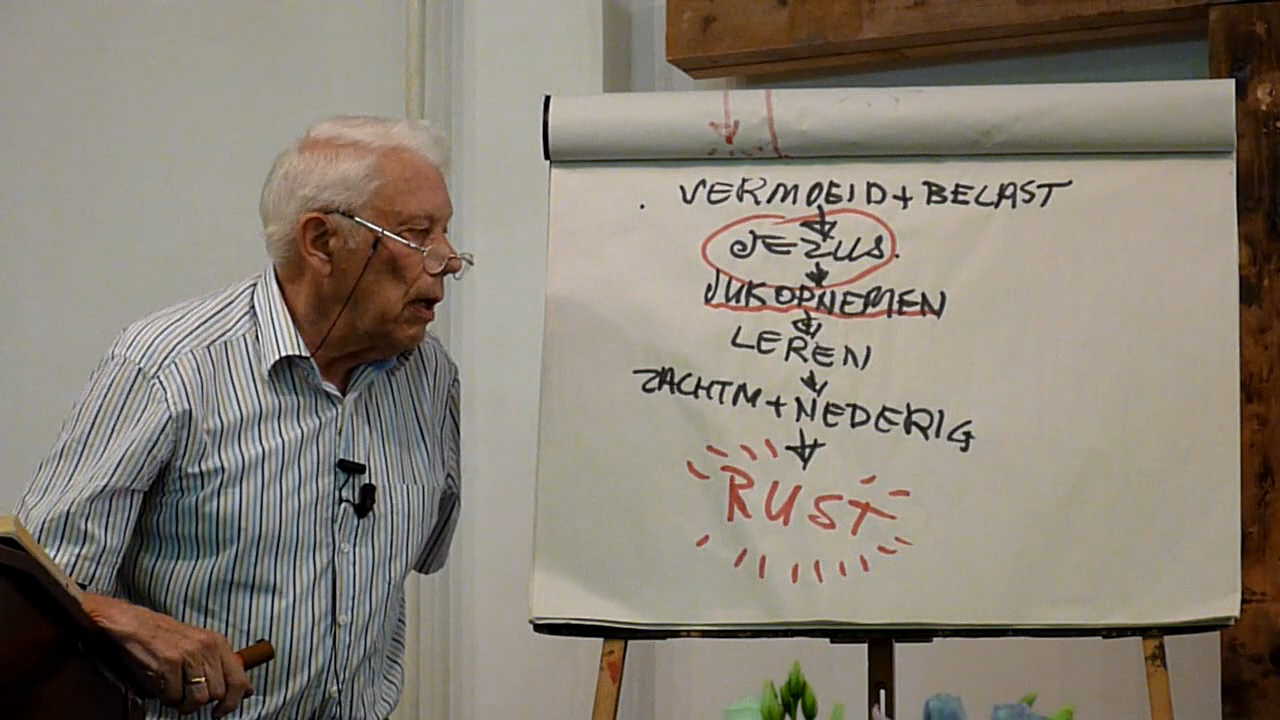 VERMOEID + BELAST
JEZUS.
JUK OPNEMEN
LEREN
ZACHTM + NEDERIG
RUST